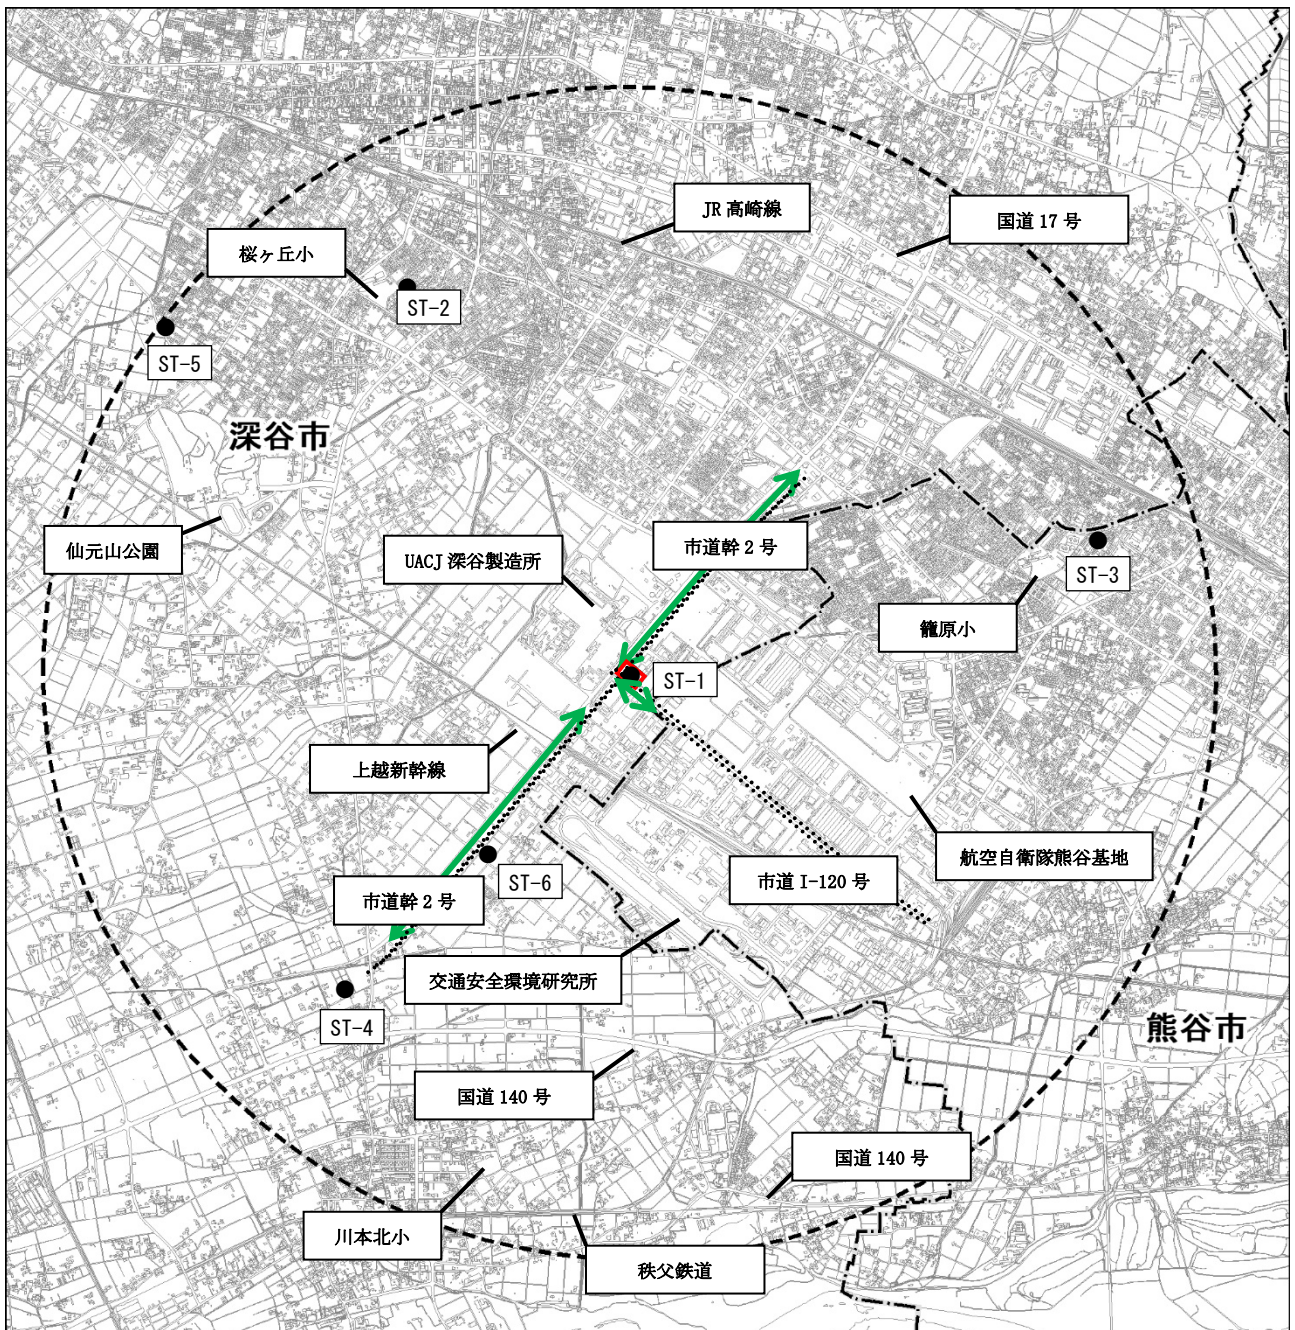 JR 高崎線
国道 17 号
桜ヶ丘小
ST-2
ST-5
深谷市
仙元山公園
UACJ 深谷製造所
市道幹 2 号
ST-3
籠原小
ST-1
上越新幹線
航空自衛隊熊谷基地
市道 I-120 号
ST-6
市道幹 2 号
交通安全環境研究所
ST-4
熊谷市
国道 140 号
国道 140 号
川本北小
秩父鉄道